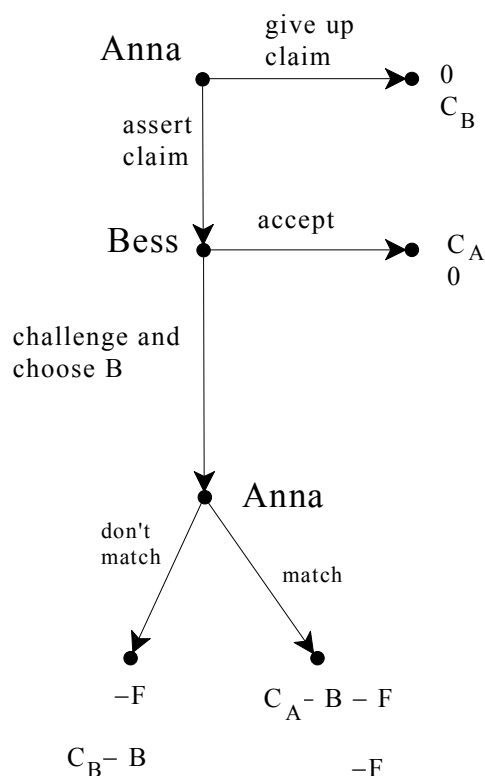 Anna
give up
claim
0
C_B
assert
claim
Bess
accept
C_A
0
challenge and
choose B
Anna
don't
match
match
–F
C_A – B – F
C_B – B
–F